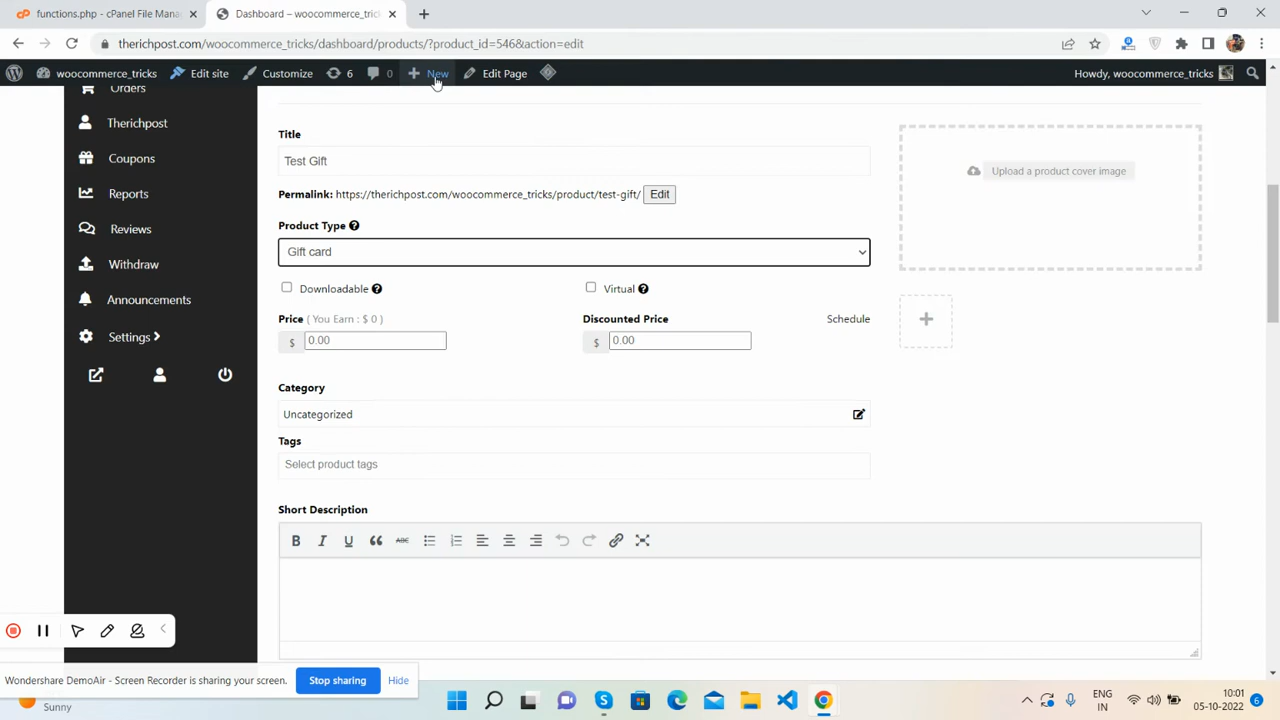 functions.php - cPanel File Mana
Dashboard – woocommerce_tric
therichpost.com/woocommerce_tricks/dashboard/products/?product_id=546&action=edit
woocommerce_tricks
Edit site
Customize
6
0
New
Edit Page
Howdy, woocommerce_tricks
Orders
Therichpost
Coupons
Reports
Reviews
Withdraw
Announcements
Settings
Title
Test Gift
Permalink: https://therichpost.com/woocommerce_tricks/product/test-gift/ Edit
Product Type
Gift card
Downloadable
Virtual
Price ( You Earn : $ 0 )
Discounted Price
Schedule
$ 0.00
$ 0.00
Category
Uncategorized
Tags
Select product tags
Short Description
B I U ABC
Upload a product cover image
Wondershare DemoAir - Screen Recorder is sharing your screen.
Stop sharing
Hide
Sunny
ENG
IN
10:01
05-10-2022
6